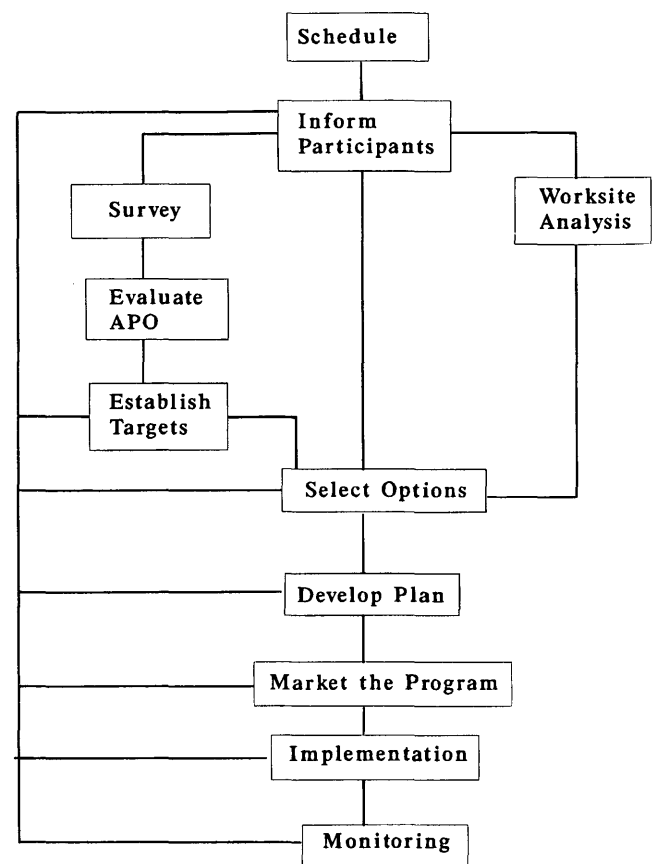 Schedule
Inform
Participants
Survey
Worksite
Analysis
Evaluate
APO
Establish
Targets
Select Options
Develop Plan
Market the Program
Implementation
Monitoring